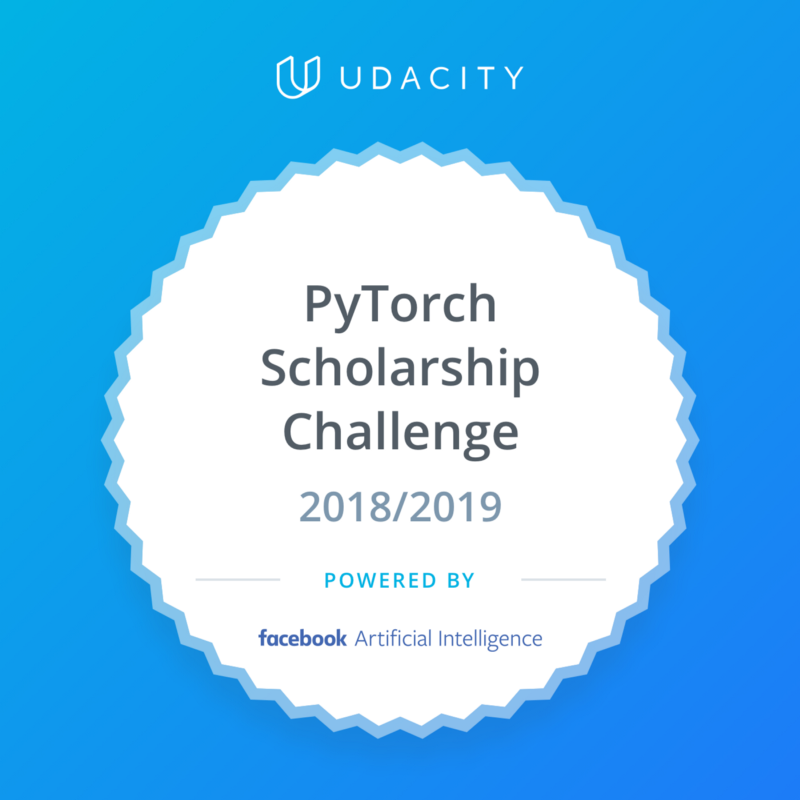 UDACITY
PyTorch
Scholarship
Challenge
2018/2019
POWERED BY
facebook Artificial Intelligence